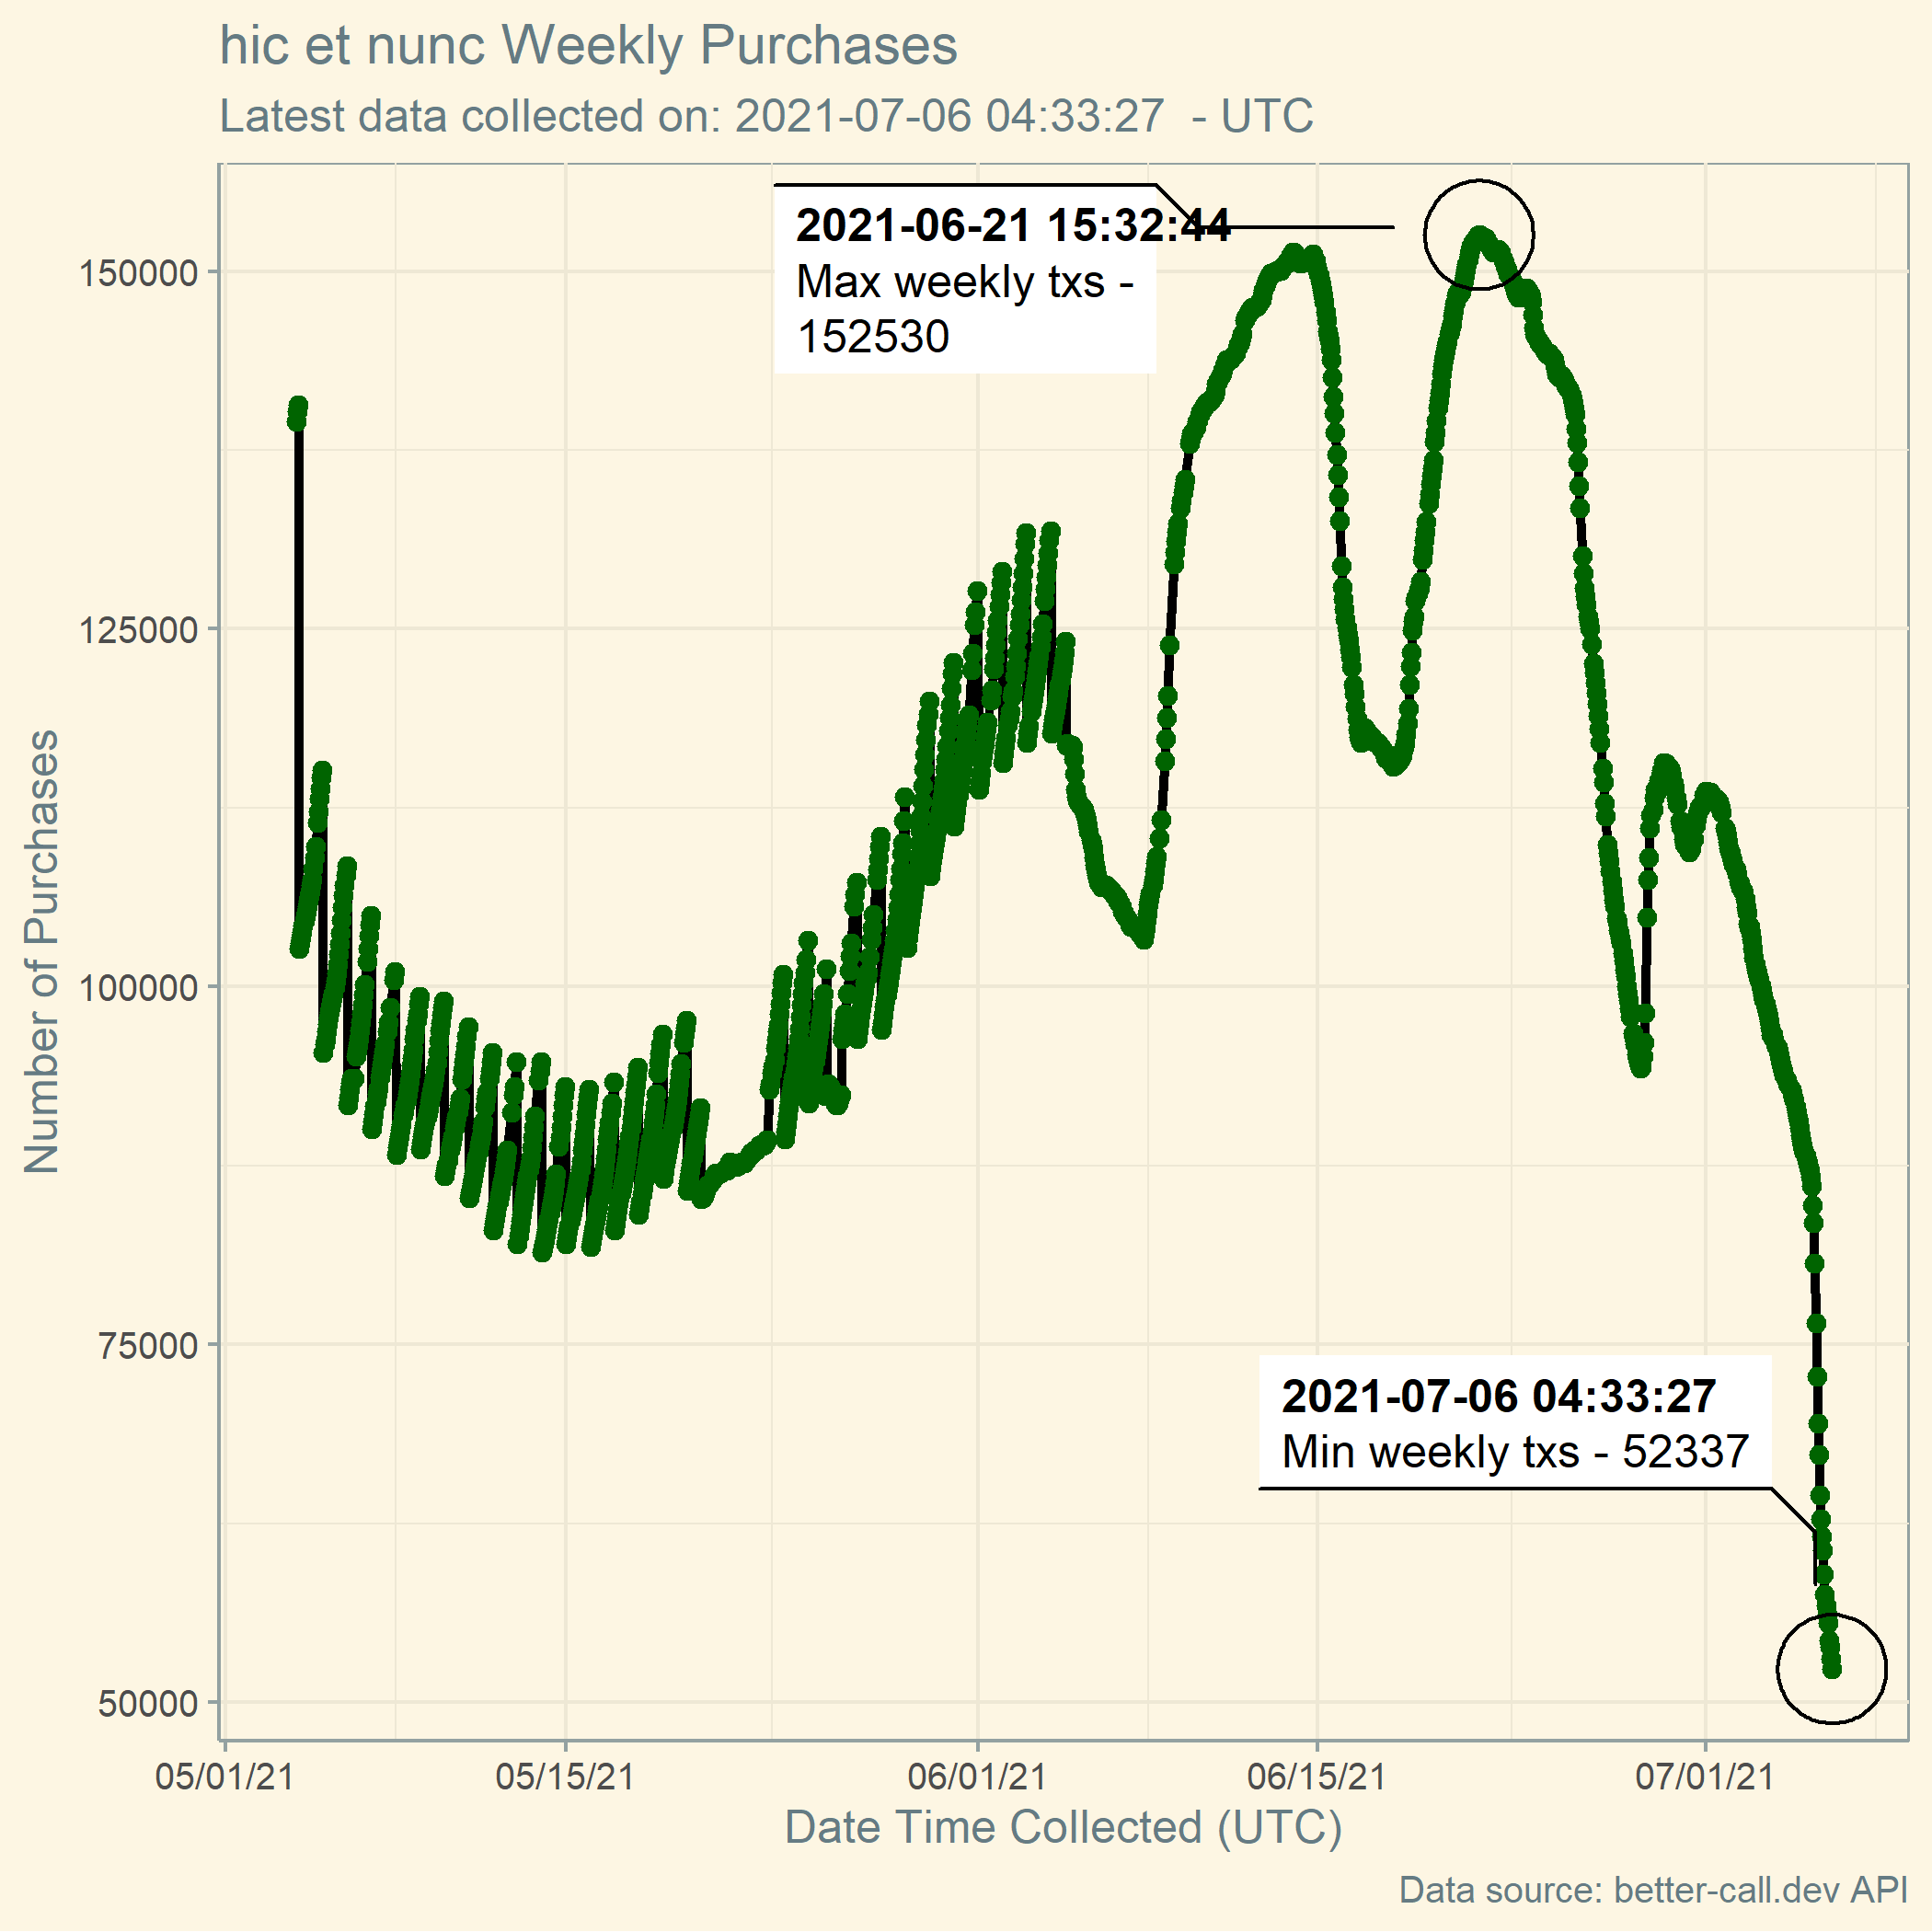 hic et nunc Weekly Purchases
Latest data collected on: 2021-07-06 04:33:27  - UTC
2021-06-21 15:32:44
Max weekly txs -
152530
150000
125000
100000
75000
50000
Number of Purchases
2021-07-06 04:33:27
Min weekly txs - 52337
05/01/21
05/15/21
06/01/21
06/15/21
07/01/21
Date Time Collected (UTC)
Data source: better-call.dev API